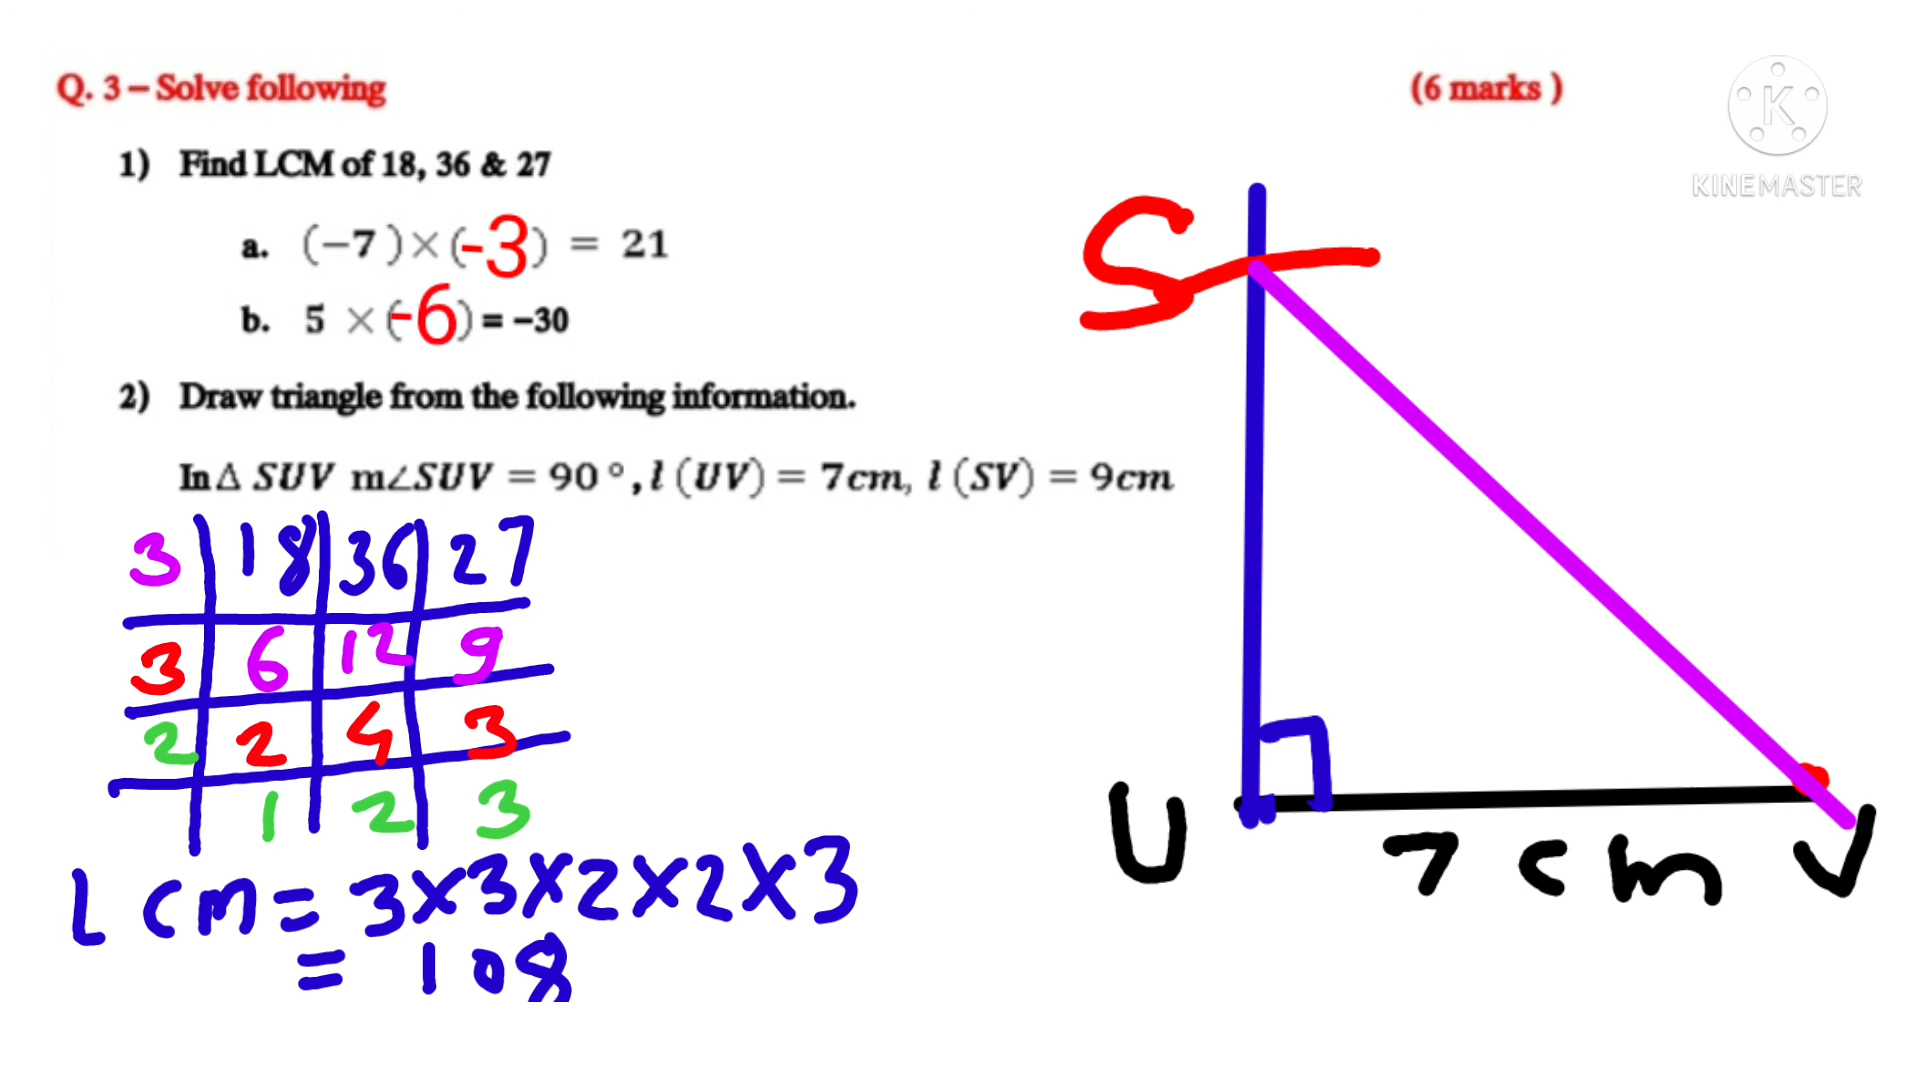 Q. 3 – Solve following (6 marks )
K
KINEMASTER
1) Find LCM of 18, 36 & 27
a. (−7)×(-3) = 21
b. 5 ×(-6) = −30
2) Draw triangle from the following information.
In Δ SUV m∠SUV = 90°, l (UV) = 7cm, l (SV) = 9cm
S
3 18 36 27
3 6 12 9
2 2 4 3
1 2 3
U 7 cm V
LCM = 3×3×2×2×3
= 108